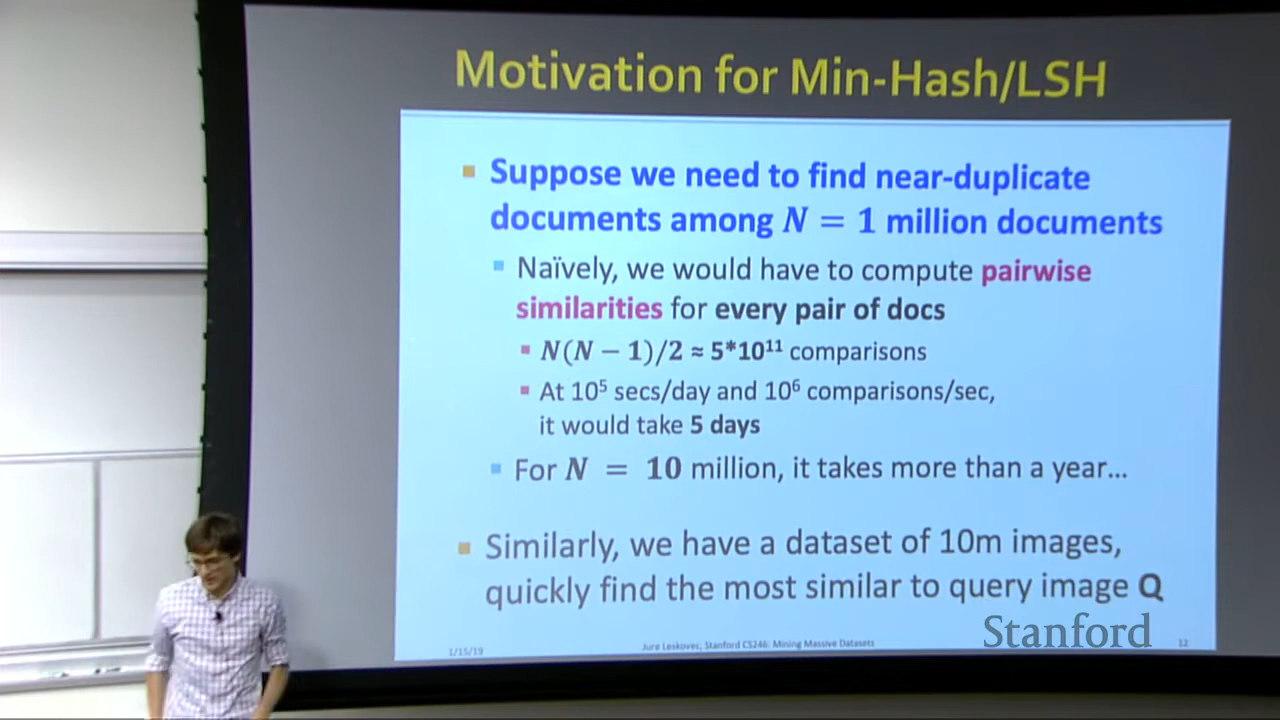 Motivation for Min-Hash/LSH
Suppose we need to find near-duplicate
documents among N = 1 million documents
Naïvely, we would have to compute pairwise
similarities for every pair of docs
N(N − 1)/2 ≈ 5*10¹¹ comparisons
At 10⁵ secs/day and 10⁶ comparisons/sec,
it would take 5 days
For N = 10 million, it takes more than a year...
Similarly, we have a dataset of 10m images,
quickly find the most similar to query image Q
Stanford
1/15/19
Jure Leskovec, Stanford CS246: Mining Massive Datasets
12